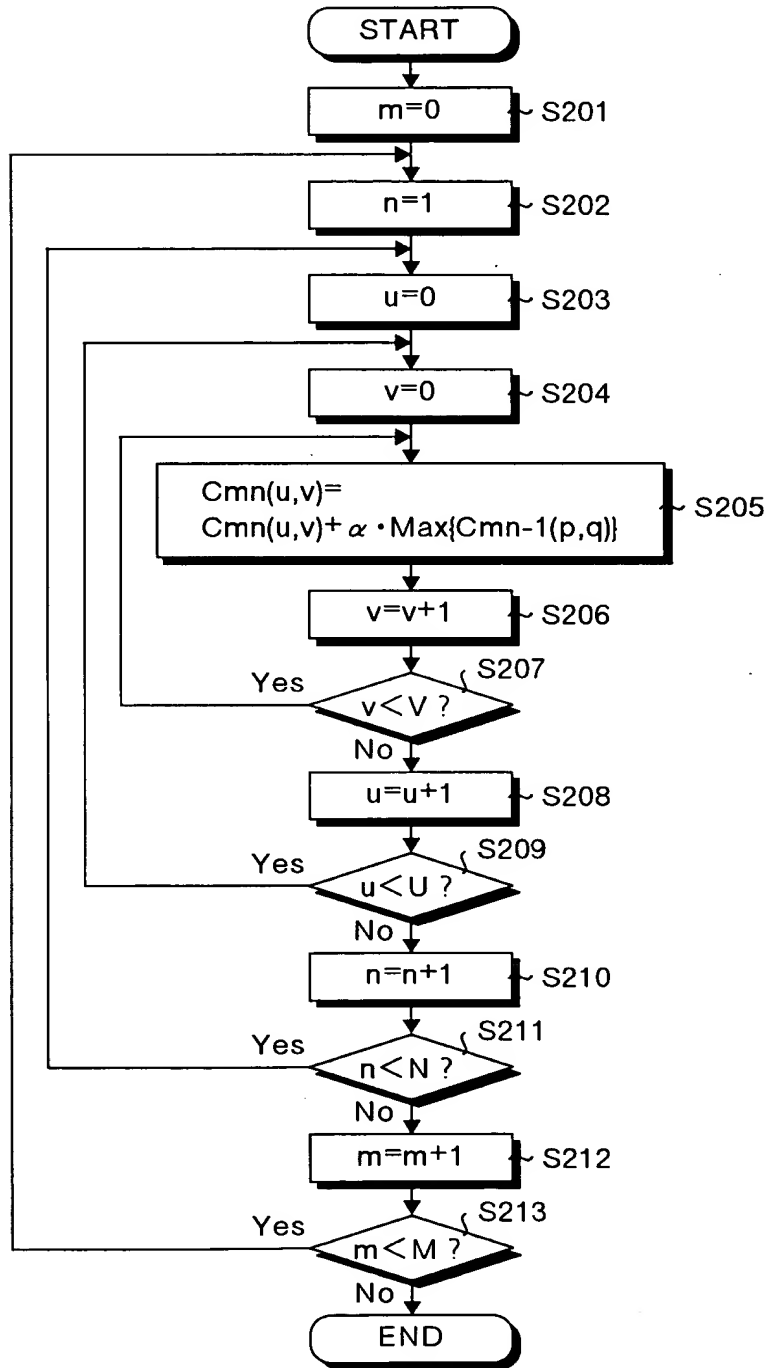 START
m=0 S201
n=1 S202
u=0 S203
v=0 S204
Cmn(u,v)=
Cmn(u,v)+α・Max{Cmn-1(p,q)} S205
v=v+1 S206
S207
Yes v<V ?
No
u=u+1 S208
S209
Yes u<U ?
No
n=n+1 S210
S211
Yes n<N ?
No
m=m+1 S212
S213
Yes m<M ?
No
END